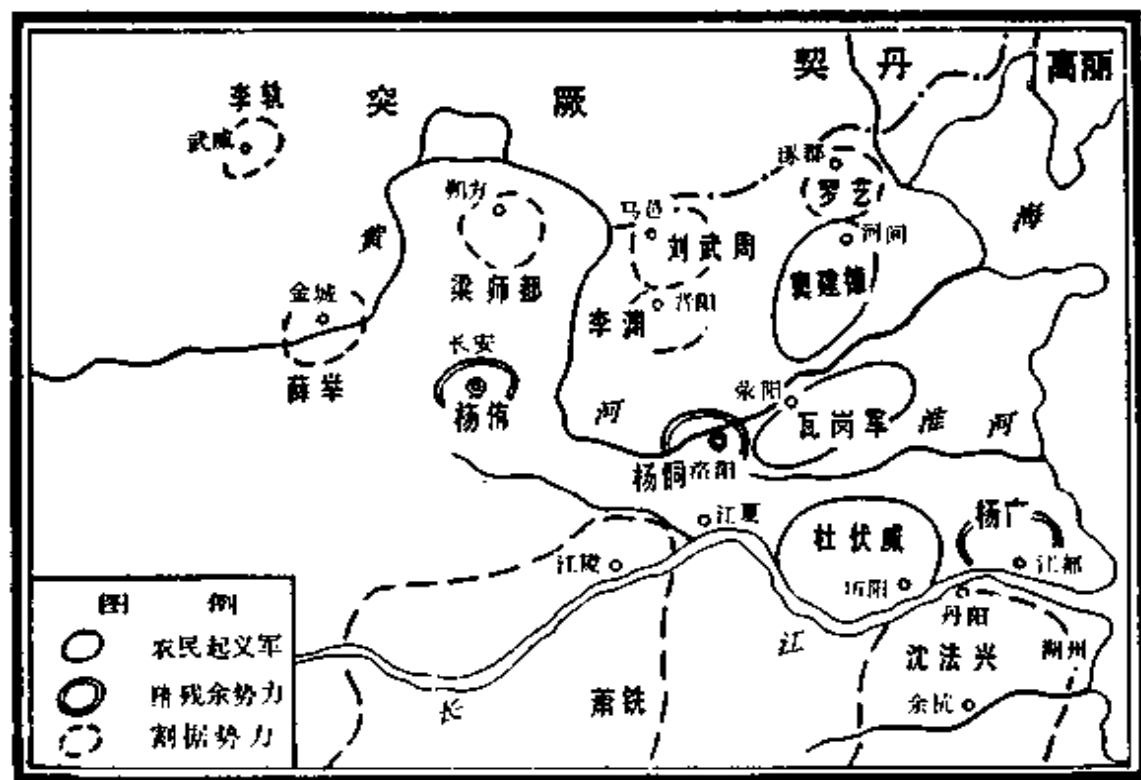 契丹
高丽
突厥
李轨
武威
涿郡
罗艺
朔方
马邑
刘武周
河间
窦建德
海
黄
梁师都
金城
李渊
晋阳
薛举
长安
杨侑
河
荥阳
瓦岗军
淮河
杨侗
洛阳
江夏
杜伏威
杨广
江都
江陵
历阳
丹阳
沈法兴
湖州
余杭
萧铣
长
江
图例
农民起义军
隋残余势力
割据势力